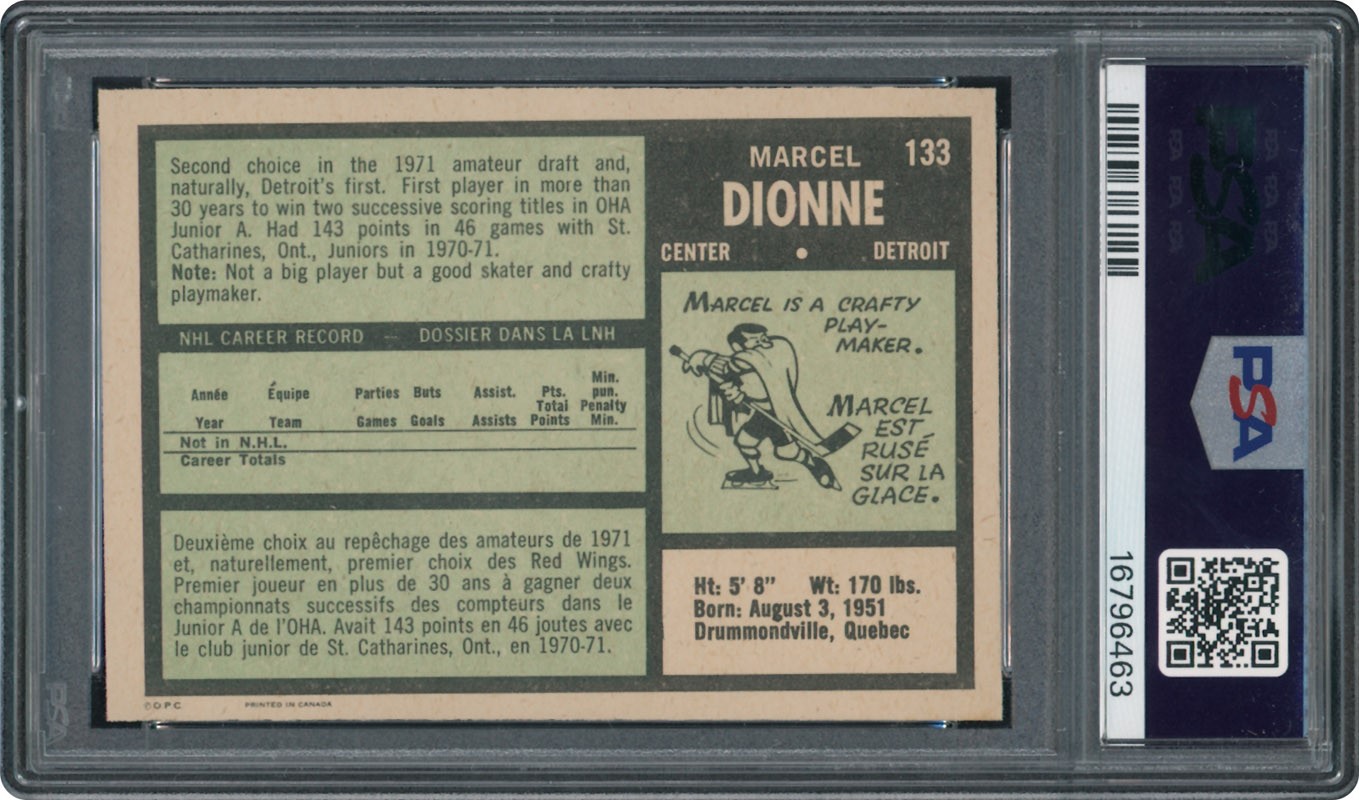 Second choice in the 1971 amateur draft and,
naturally, Detroit's first. First player in more than
30 years to win two successive scoring titles in OHA
Junior A. Had 143 points in 46 games with St.
Catharines, Ont., Juniors in 1970-71.
Note: Not a big player but a good skater and crafty
playmaker.
NHL CAREER RECORD — DOSSIER DANS LA LNH
Année Équipe Parties Buts Assist. Pts. Min. pun.
Year Team Games Goals Assists Total Points Penalty Min.
Not in N.H.L.
Career Totals
Deuxième choix au repêchage des amateurs de 1971
et, naturellement, premier choix des Red Wings.
Premier joueur en plus de 30 ans à gagner deux
championnats successifs des compteurs dans le
Junior A de l'OHA. Avait 143 points en 46 joutes avec
le club junior de St. Catharines, Ont., en 1970-71.
©OPC PRINTED IN CANADA
MARCEL 133
DIONNE
CENTER • DETROIT
MARCEL IS A CRAFTY
PLAY-
MAKER.
MARCEL
EST
RUSÉ
SUR LA
GLACE.
Ht: 5' 8" Wt: 170 lbs.
Born: August 3, 1951
Drummondville, Quebec
16796463
PSA
PSA